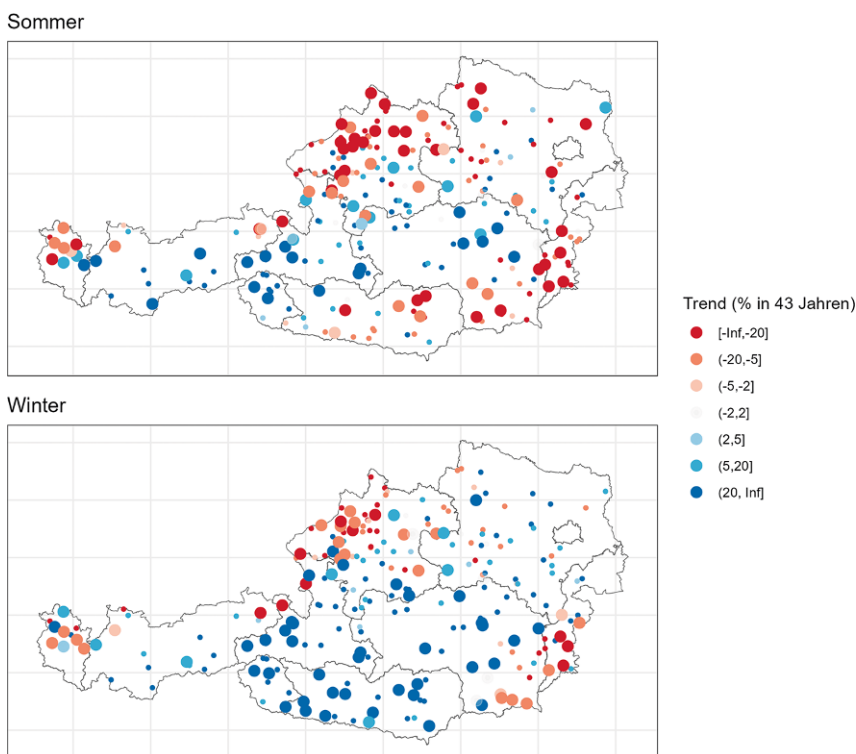 Sommer
Trend (% in 43 Jahren)
[-Inf,-20]
(-20,-5]
(-5,-2]
(-2,2]
(2,5]
(5,20]
(20, Inf]
Winter